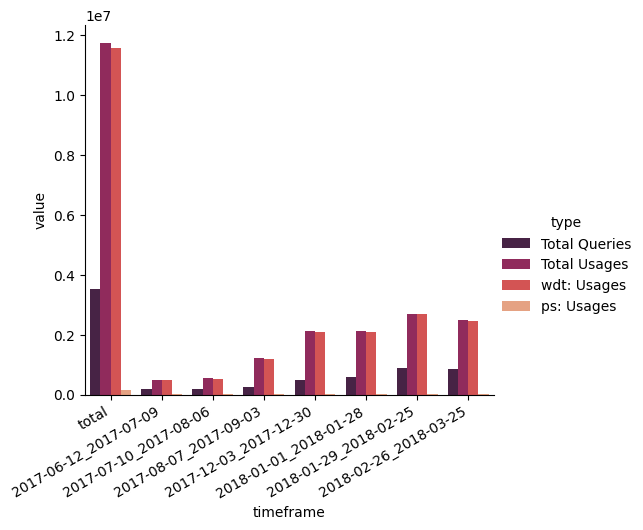 1e7
1.2
1.0
0.8
0.6
0.4
0.2
0.0
value
total
2017-06-12_2017-07-09
2017-07-10_2017-08-06
2017-08-07_2017-09-03
2017-12-03_2017-12-30
2018-01-01_2018-01-28
2018-01-29_2018-02-25
2018-02-26_2018-03-25
timeframe
type
Total Queries
Total Usages
wdt: Usages
ps: Usages